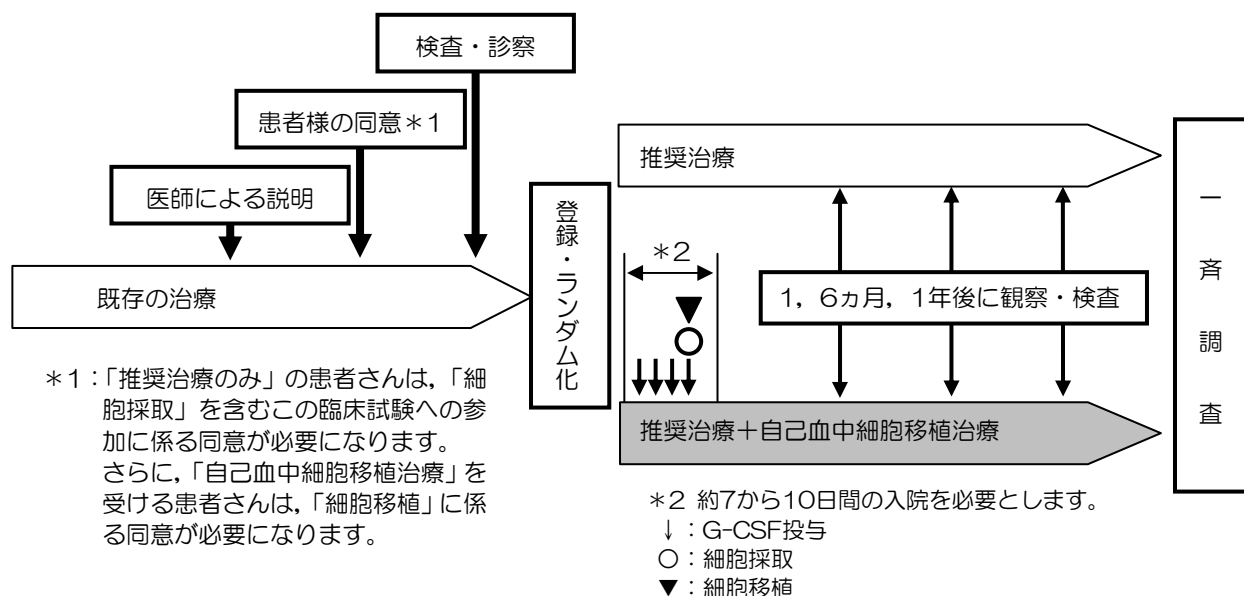 検査・診察
患者様の同意*1
医師による説明
既存の治療
登録・ランダム化
推奨治療
*2
1,6ヵ月,1年後に観察・検査
推奨治療+自己血中細胞移植治療
一斉調査
*1:「推奨治療のみ」の患者さんは,「細
胞採取」を含むこの臨床試験への参
加に係る同意が必要になります。
さらに,「自己血中細胞移植治療」を
受ける患者さんは,「細胞移植」に係
る同意が必要になります。
*2 約7から10日間の入院を必要とします。
↓:G-CSF投与
○:細胞採取
▼:細胞移植